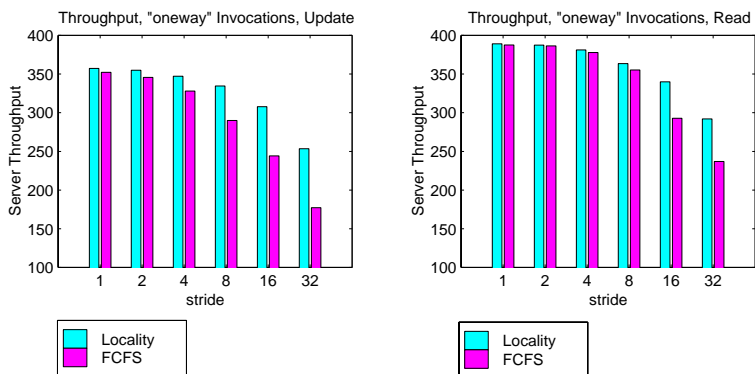 Throughput, "oneway" Invocations, Update
400
350
300
250
200
150
100
Server Throughput
1 2 4 8 16 32
stride
Locality
FCFS
Throughput, "oneway" Invocations, Read
400
350
300
250
200
150
100
Server Throughput
1 2 4 8 16 32
stride
Locality
FCFS